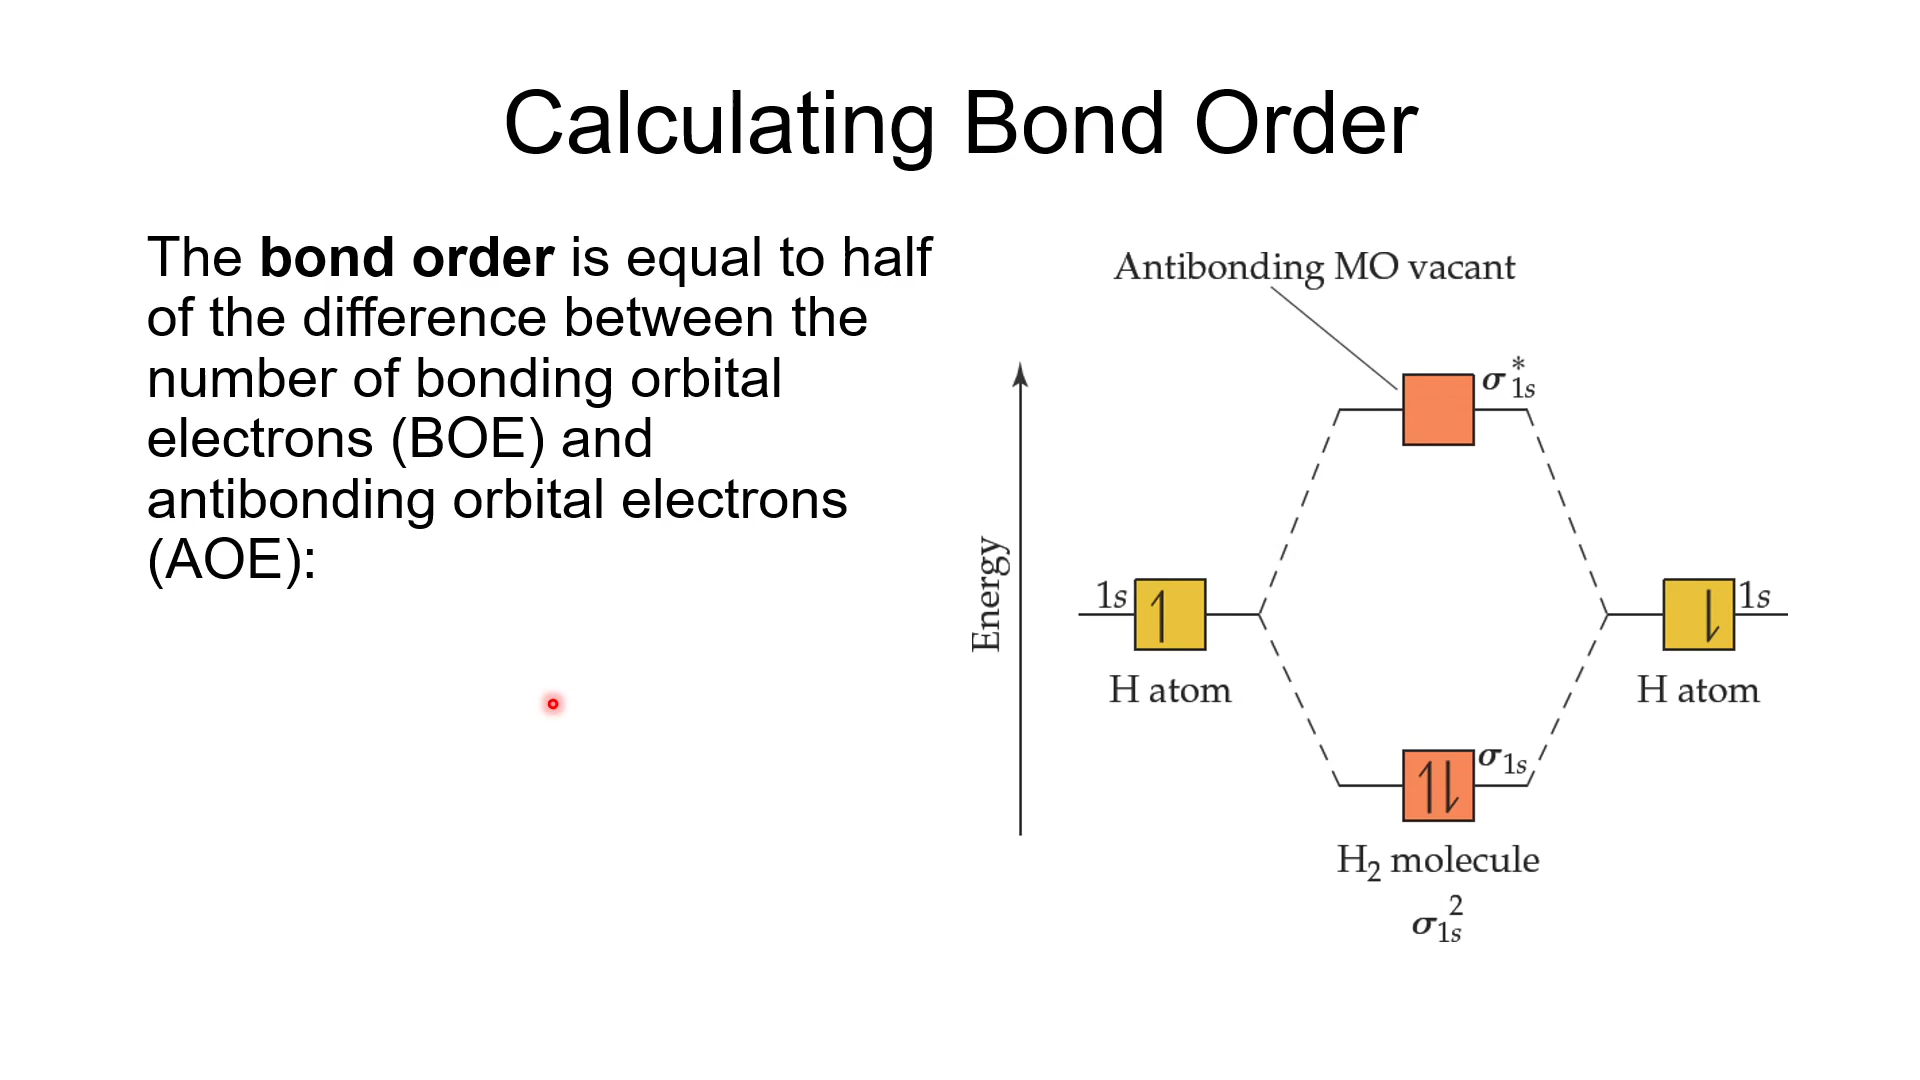 Calculating Bond Order
The bond order is equal to half
of the difference between the
number of bonding orbital
electrons (BOE) and
antibonding orbital electrons
(AOE):
Antibonding MO vacant
σ*1s
Energy
1s
1s
H atom
H atom
σ1s
H2 molecule
σ1s2